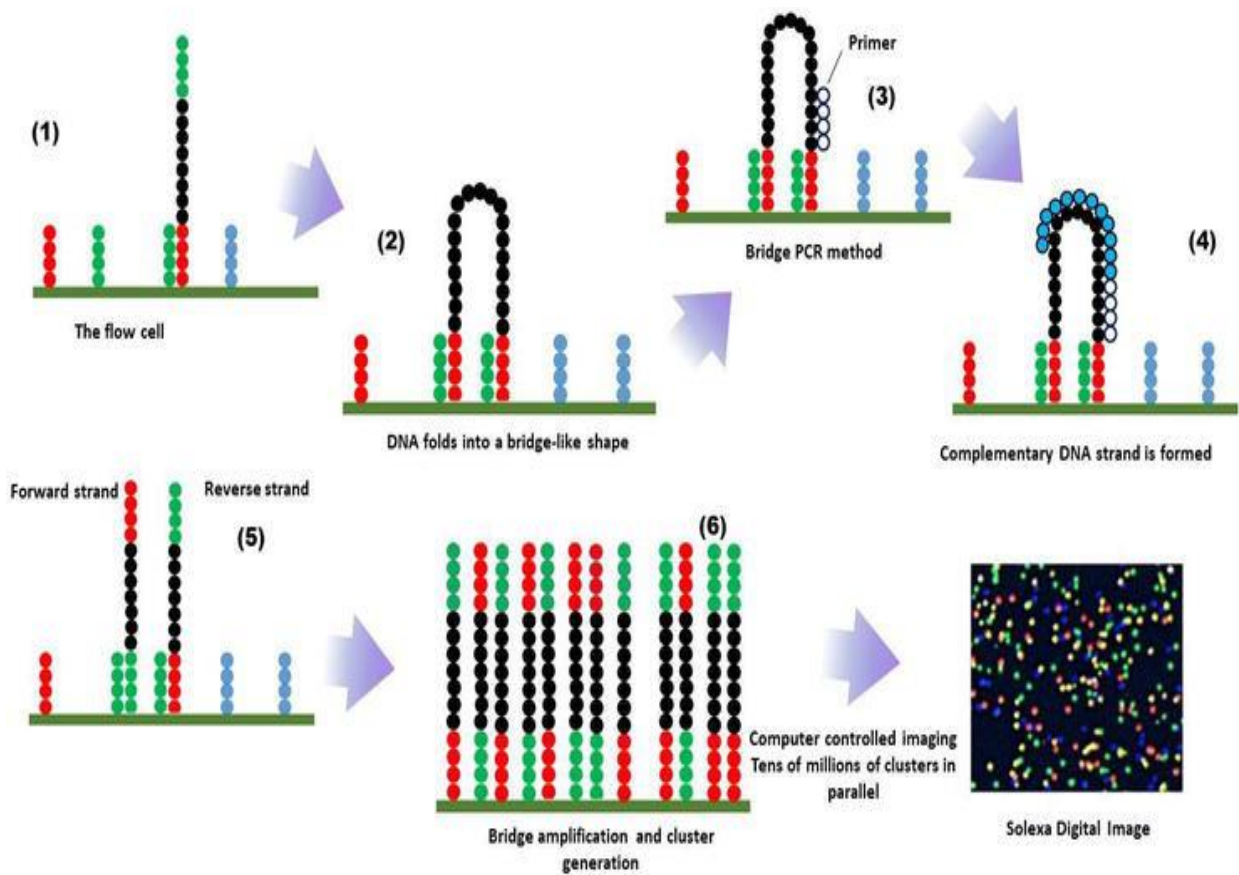 (1)
The flow cell
(2)
DNA folds into a bridge-like shape
Primer
(3)
Bridge PCR method
(4)
Complementary DNA strand is formed
Forward strand
Reverse strand
(5)
(6)
Bridge amplification and cluster
generation
Computer controlled imaging
Tens of millions of clusters in
parallel
Solexa Digital Image